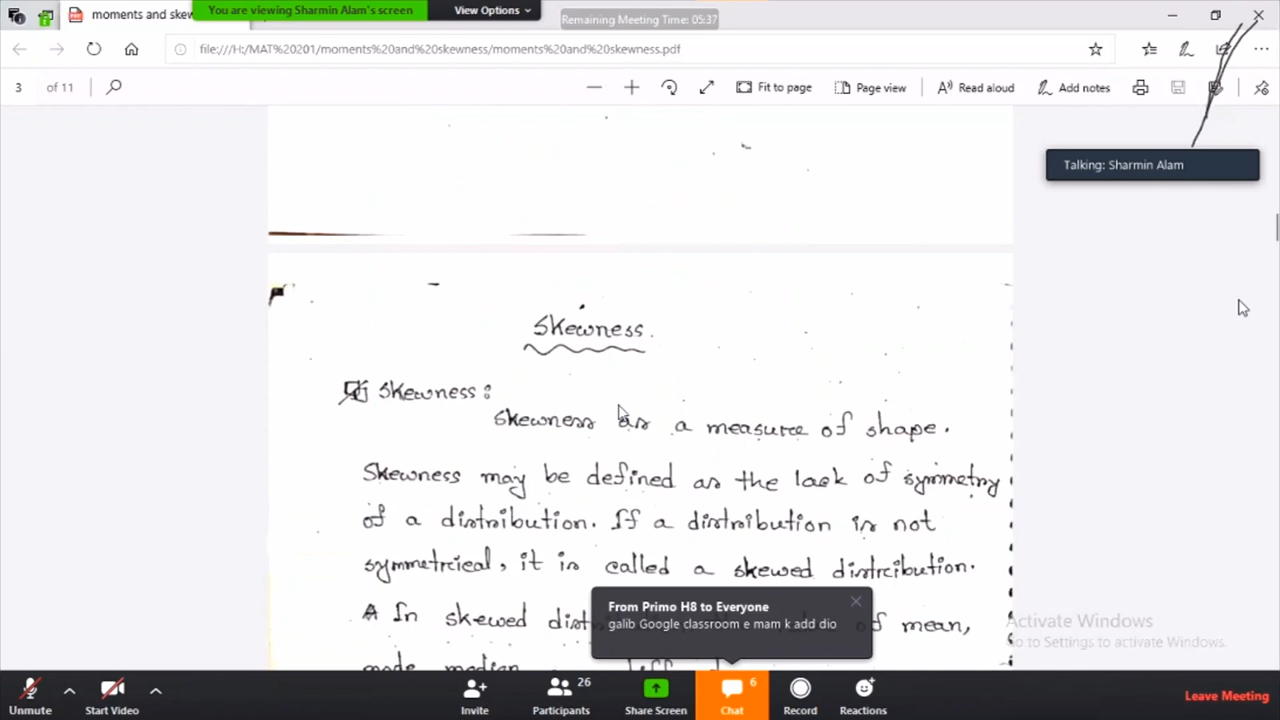 moments and skew
You are viewing Sharmin Alam's screen
View Options
Remaining Meeting Time: 05:37
file:///H:/MAT%20201/moments%20and%20skewness/moments%20and%20skewness.pdf
3 of 11
Fit to page
Page view
Read aloud
Add notes
Talking: Sharmin Alam
Skewness.
Skewness:
Skewness is a measure of shape.
Skewness may be defined as the lack of symmetry
of a distribution. If a distribution is not
symmetrical, it is called a skewed distribution.
In skewed of mean,
mode median
From Primo H8 to Everyone
galib Google classroom e mam k add dio
Activate Windows
Go to Settings to activate Windows.
Unmute
Start Video
Invite
26
Participants
Share Screen
6
Chat
Record
Reactions
Leave Meeting